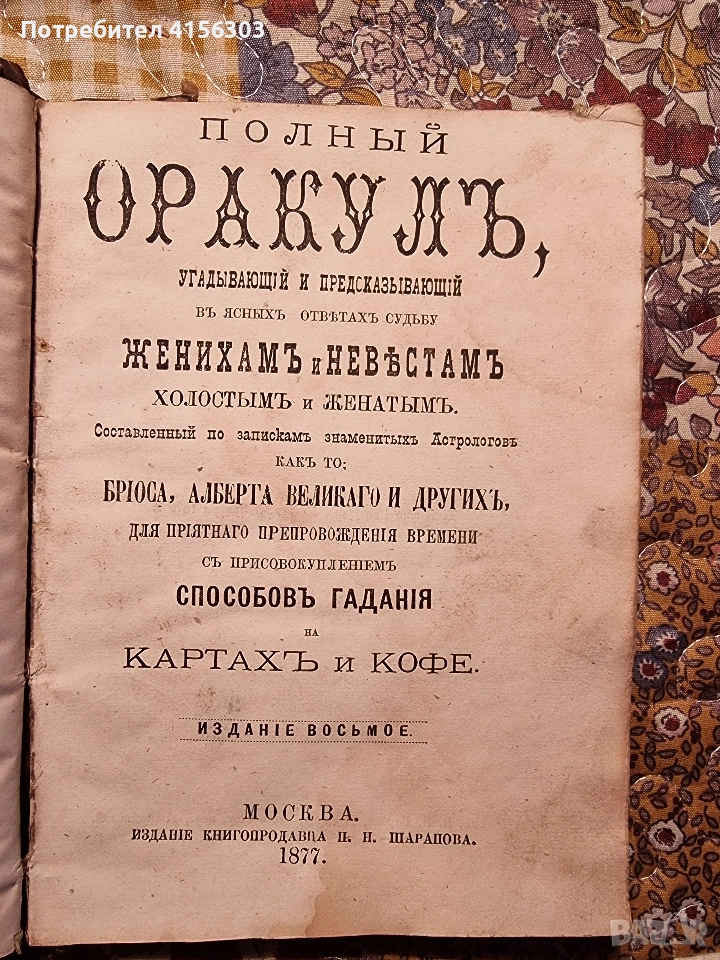 Потребител 4156303
ПОЛНЫЙ
ОРАКУЛЪ,
УГАДЫВАЮЩІЙ И ПРЕДСКАЗЫВАЮЩІЙ
ВЪ ЯСНЫХЪ ОТВѢТАХЪ СУДЬБУ
ЖЕНИХАМЪ и НЕВѢСТАМЪ
ХОЛОСТЫМЪ и ЖЕНАТЫМЪ.
Составленный по запискамъ знаменитыхъ Астрологовъ
КАКЪ ТО;
БРЮСА, АЛБЕРТА ВЕЛИКАГО И ДРУГИХЪ,
ДЛЯ ПРІЯТНАГО ПРЕПРОВОЖДЕНІЯ ВРЕМЕНИ
СЪ ПРИСОВОКУПЛЕНІЕМЪ
СПОСОБОВЪ ГАДАНІЯ
НА
КАРТАХЪ и КОФЕ.
ИЗДАНІЕ ВОСЬМОЕ.
МОСКВА.
ИЗДАНІЕ КНИГОПРОДАВЦА П. Н. ШАРАПОВА.
1877.
BAZAR